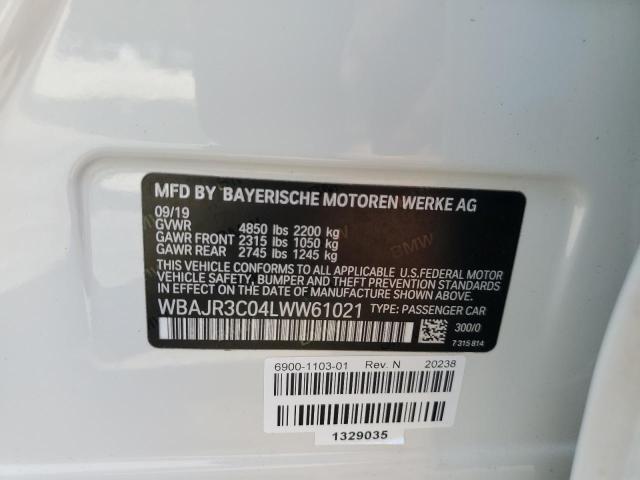 MFD BY BAYERISCHE MOTOREN WERKE AG
09/19
GVWR 4850 lbs 2200 kg
GAWR FRONT 2315 lbs 1050 kg
GAWR REAR 2745 lbs 1245 kg
THIS VEHICLE CONFORMS TO ALL APPLICABLE U.S.FEDERAL MOTOR
VEHICLE SAFETY, BUMPER AND THEFT PREVENTION STANDARDS
IN EFFECT ON THE DATE OF MANUFACTURE SHOWN ABOVE.
WBAJR3C04LWW61021 TYPE: PASSENGER CAR
300/0
7 315 814
BMW
6900-1103-01 Rev. N 20238
1329035